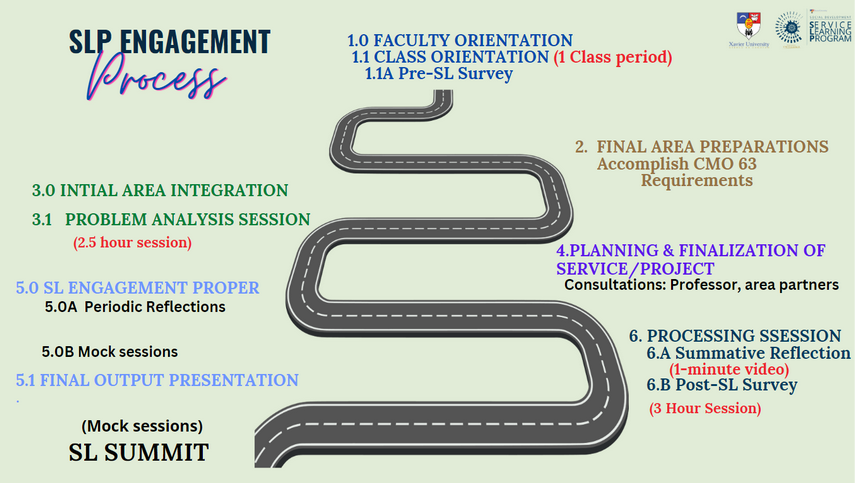 SLP ENGAGEMENT
Process
1.0 FACULTY ORIENTATION
1.1 CLASS ORIENTATION (1 Class period)
1.1A Pre-SL Survey
Xavier University
SERVICE
LEARNING
PROGRAM
2. FINAL AREA PREPARATIONS
Accomplish CMO 63
Requirements
3.0 INTIAL AREA INTEGRATION
3.1 PROBLEM ANALYSIS SESSION
(2.5 hour session)
4.PLANNING & FINALIZATION OF
SERVICE/PROJECT
Consultations: Professor, area partners
5.0 SL ENGAGEMENT PROPER
5.0A Periodic Reflections
5.0B Mock sessions
5.1 FINAL OUTPUT PRESENTATION
.
(Mock sessions)
SL SUMMIT
6. PROCESSING SSESSION
6.A Summative Reflection
(1-minute video)
6.B Post-SL Survey
(3 Hour Session)